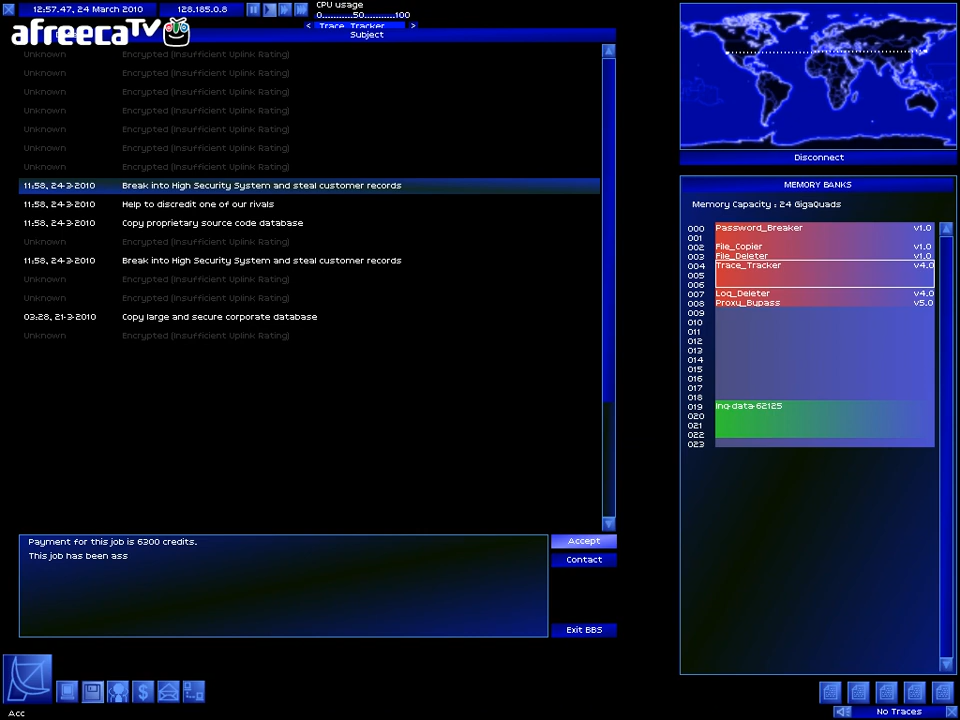 12:57.47, 24 March 2010
128.185.0.8
CPU usage
0..........50..........100
< Trace_Tracker >
afreecaTV
Subject
Unknown Encrypted (Insufficient Uplink Rating)
Unknown Encrypted (Insufficient Uplink Rating)
Unknown Encrypted (Insufficient Uplink Rating)
Unknown Encrypted (Insufficient Uplink Rating)
Unknown Encrypted (Insufficient Uplink Rating)
Unknown Encrypted (Insufficient Uplink Rating)
Unknown Encrypted (Insufficient Uplink Rating)
11:58, 24-3-2010 Break into High Security System and steal customer records
11:58, 24-3-2010 Help to discredit one of our rivals
11:58, 24-3-2010 Copy proprietary source code database
Unknown Encrypted (Insufficient Uplink Rating)
11:58, 24-3-2010 Break into High Security System and steal customer records
Unknown Encrypted (Insufficient Uplink Rating)
Unknown Encrypted (Insufficient Uplink Rating)
03:28, 21-3-2010 Copy large and secure corporate database
Unknown Encrypted (Insufficient Uplink Rating)
Payment for this job is 6300 credits.
This job has been ass
Accept
Contact
Exit BBS
Acc
Disconnect
MEMORY BANKS
Memory Capacity : 24 GigaQuads
000 Password_Breaker v1.0
001
002 File_Copier v1.0
003 File_Deleter v1.0
004 Trace_Tracker v4.0
005
006
007 Log_Deleter v4.0
008 Proxy_Bypass v5.0
009
010
011
012
013
014
015
016
017
018
019 lnq-data-62125
020
021
022
023
No Traces